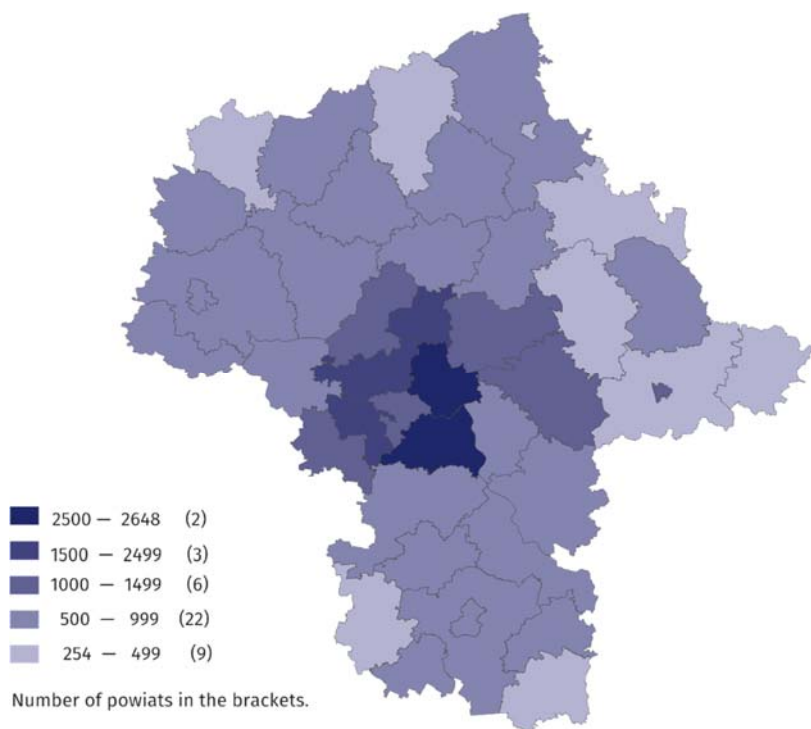 2500 — 2648 (2)
1500 — 2499 (3)
1000 — 1499 (6)
500 — 999 (22)
254 — 499 (9)
Number of powiats in the brackets.